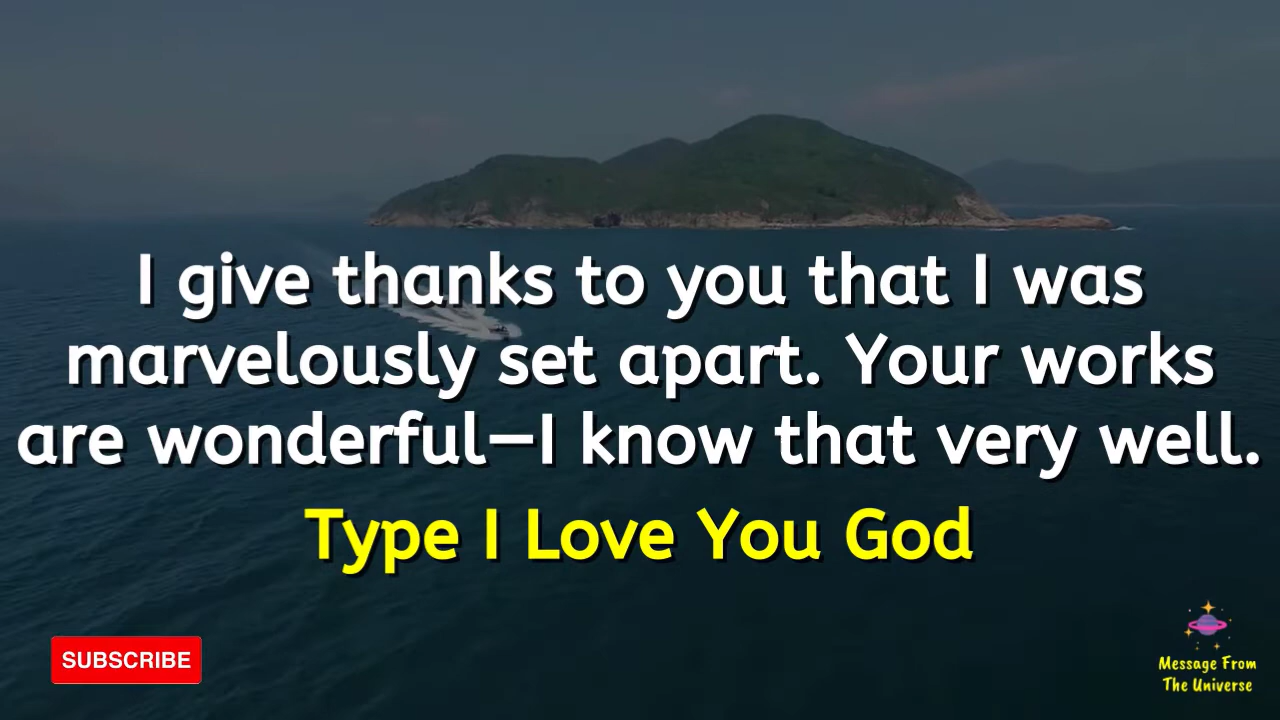 I give thanks to you that I was
marvelously set apart. Your works
are wonderful—I know that very well.
Type I Love You God
SUBSCRIBE
Message From
The Universe